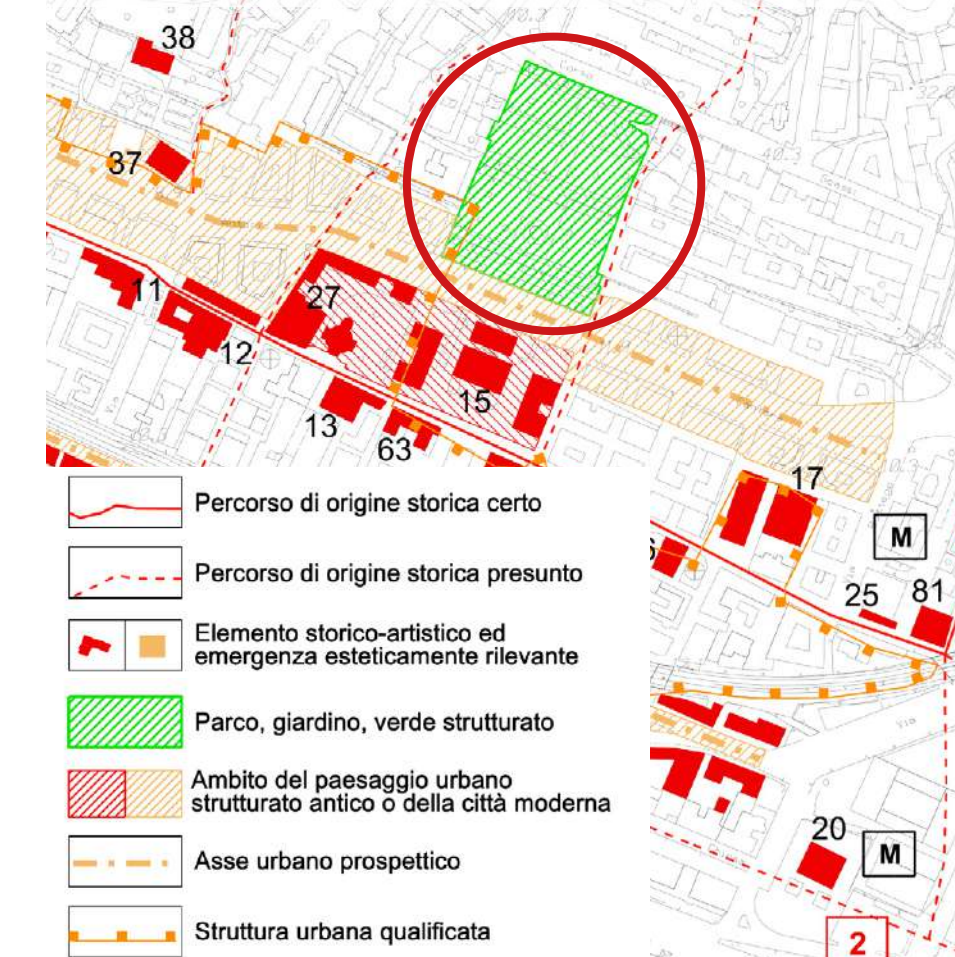 38
37
11
12
27
13
63
15
17
M
25
81
20
M
2
Percorso di origine storica certo
Percorso di origine storica presunto
Elemento storico-artistico ed
emergenza esteticamente rilevante
Parco, giardino, verde strutturato
Ambito del paesaggio urbano
strutturato antico o della città moderna
Asse urbano prospettico
Struttura urbana qualificata